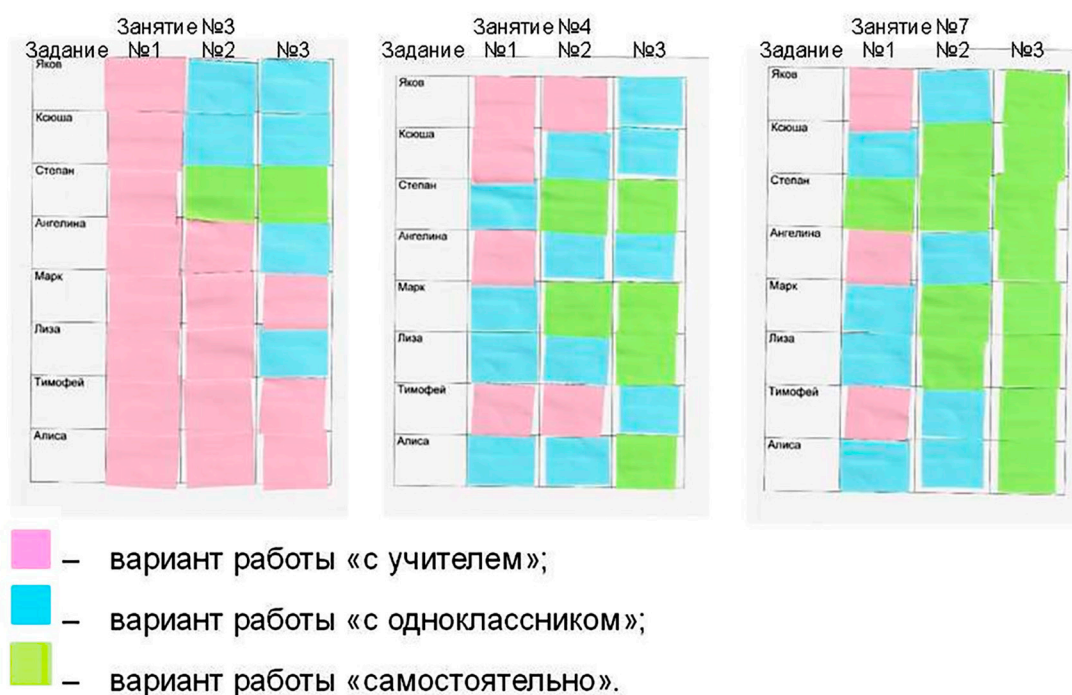 Занятие №3
Задание №1 №2 №3
Яков
Ксюша
Степан
Ангелина
Марк
Лиза
Тимофей
Алиса
Занятие №4
Задание №1 №2 №3
Яков
Ксюша
Степан
Ангелина
Марк
Лиза
Тимофей
Алиса
Занятие №7
Задание №1 №2 №3
Яков
Ксюша
Степан
Ангелина
Марк
Лиза
Тимофей
Алиса
– вариант работы «с учителем»;
– вариант работы «с одноклассником»;
– вариант работы «самостоятельно».